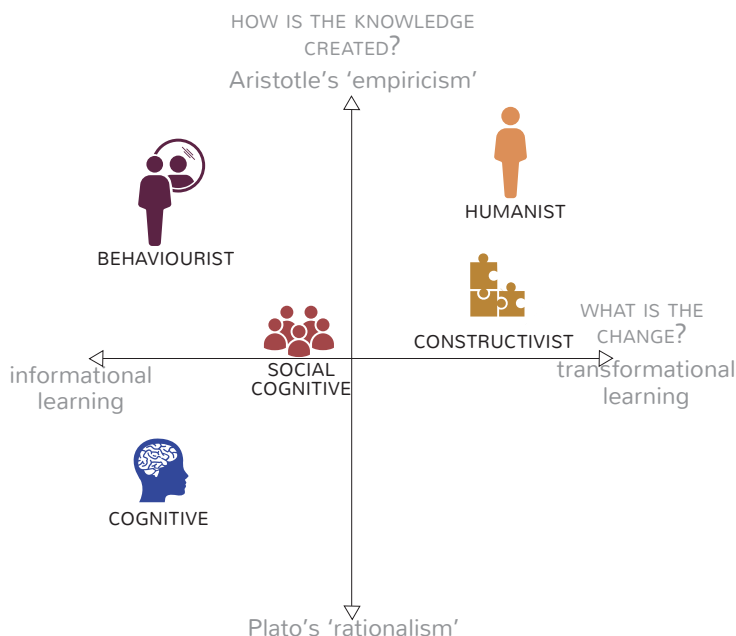 HOW IS THE KNOWLEDGE
CREATED?
Aristotle's 'empiricism'
HUMANIST
BEHAVIOURIST
WHAT IS THE
CHANGE?
CONSTRUCTIVIST
informational
learning
SOCIAL
COGNITIVE
transformational
learning
COGNITIVE
Plato's 'rationalism'